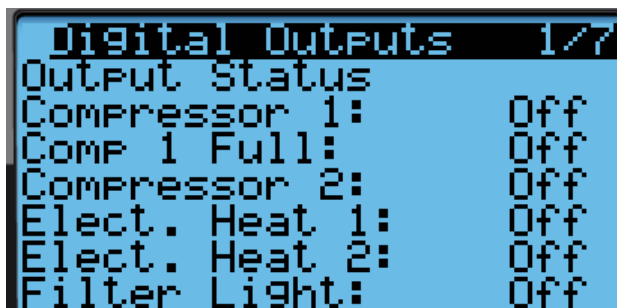 Digital Outputs 1/7
Output Status
Compressor 1: Off
Comp 1 Full: Off
Compressor 2: Off
Elect. Heat 1: Off
Elect. Heat 2: Off
Filter Light: Off